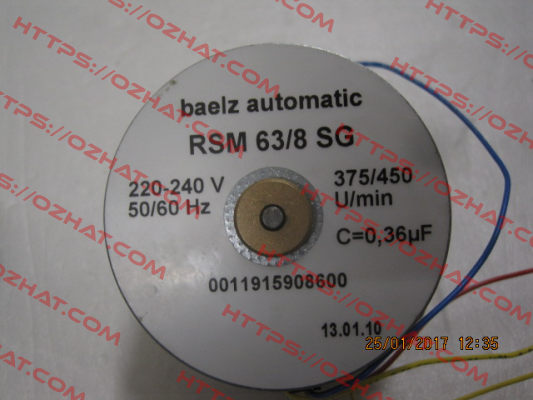 baelz automatic
RSM 63/8 SG
220-240 V
50/60 Hz
375/450
U/min
C=0,36µF
0011915908600
13.01.10
25/01/2017 12:35
HTTPS://OZHAT.COM